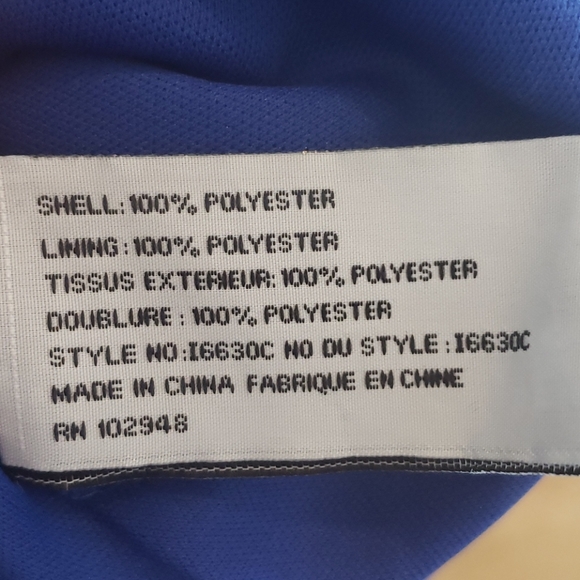 SHELL: 100% POLYESTER
LINING: 100% POLYESTER
TISSUS EXTERIEUR: 100% POLYESTER
DOUBLURE: 100% POLYESTER
STYLE NO: I6630C NO DU STYLE: I6630C
MADE IN CHINA FABRIQUE EN CHINE
RN 102948